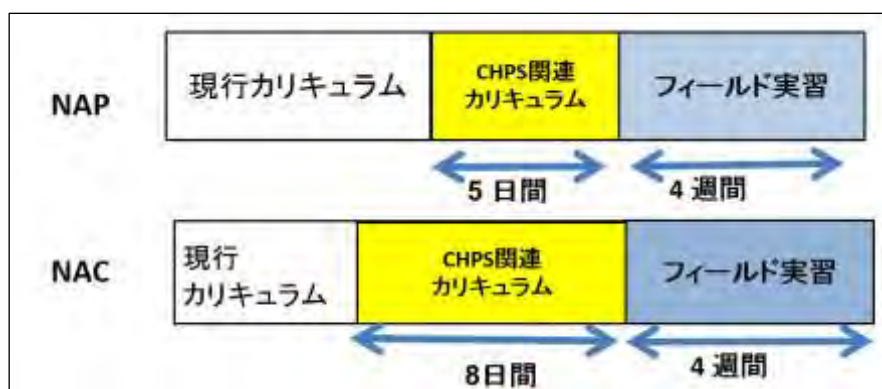 NAP
現行カリキュラム
CHPS関連
カリキュラム
フィールド実習
5 日間
4 週間
NAC
現行
カリキュラム
CHPS関連
カリキュラム
フィールド実習
8日間
4 週間